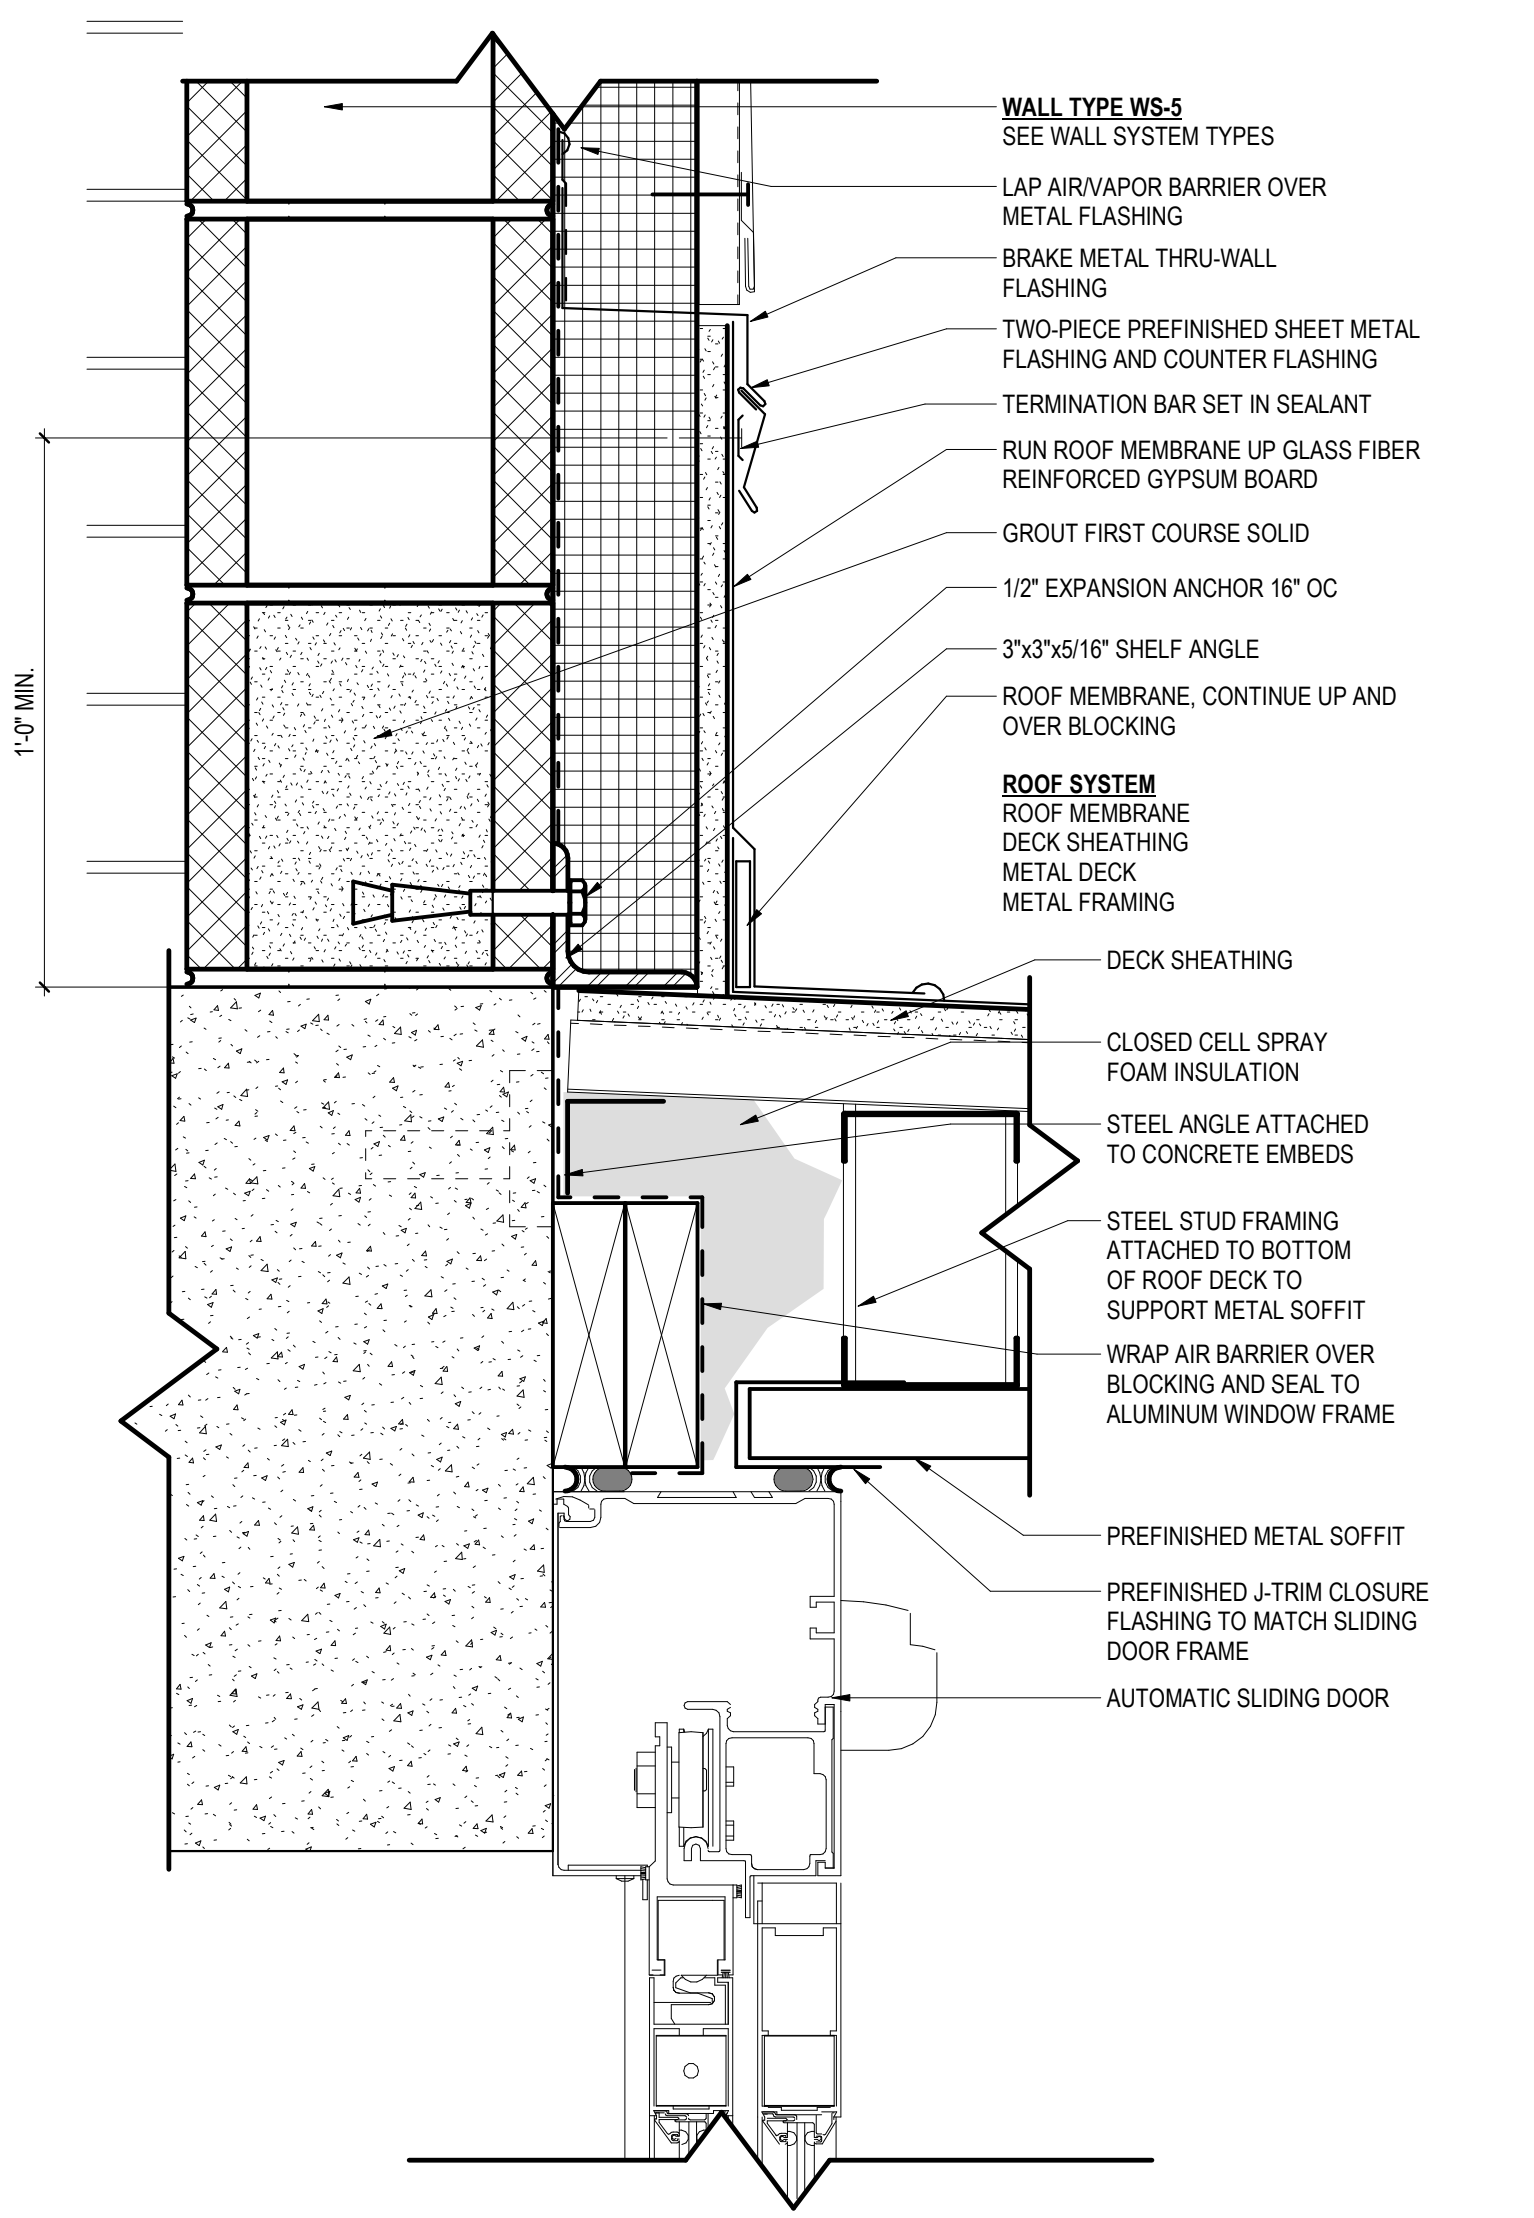 WALL TYPE WS-5
SEE WALL SYSTEM TYPES
LAP AIR/VAPOR BARRIER OVER
METAL FLASHING
BRAKE METAL THRU-WALL
FLASHING
TWO-PIECE PREFINISHED SHEET METAL
FLASHING AND COUNTER FLASHING
TERMINATION BAR SET IN SEALANT
RUN ROOF MEMBRANE UP GLASS FIBER
REINFORCED GYPSUM BOARD
GROUT FIRST COURSE SOLID
1/2" EXPANSION ANCHOR 16" OC
3"x3"x5/16" SHELF ANGLE
ROOF MEMBRANE, CONTINUE UP AND
OVER BLOCKING
ROOF SYSTEM
ROOF MEMBRANE
DECK SHEATHING
METAL DECK
METAL FRAMING
DECK SHEATHING
CLOSED CELL SPRAY
FOAM INSULATION
STEEL ANGLE ATTACHED
TO CONCRETE EMBEDS
STEEL STUD FRAMING
ATTACHED TO BOTTOM
OF ROOF DECK TO
SUPPORT METAL SOFFIT
WRAP AIR BARRIER OVER
BLOCKING AND SEAL TO
ALUMINUM WINDOW FRAME
PREFINISHED METAL SOFFIT
PREFINISHED J-TRIM CLOSURE
FLASHING TO MATCH SLIDING
DOOR FRAME
AUTOMATIC SLIDING DOOR
1'-0" MIN.